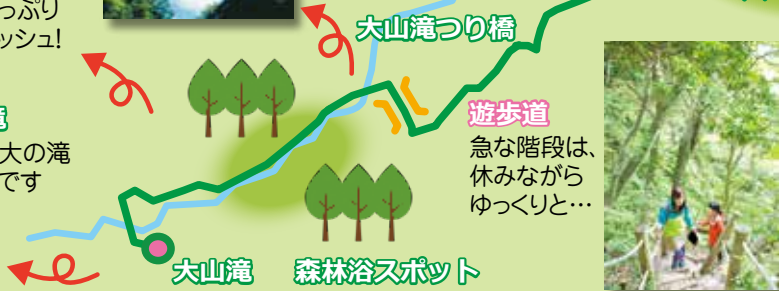 っぷり
ッシュ!
大山滝つり橋
滝
大の滝
です
遊歩道
急な階段は、
休みながら
ゆっくりと…
大山滝
森林浴スポット